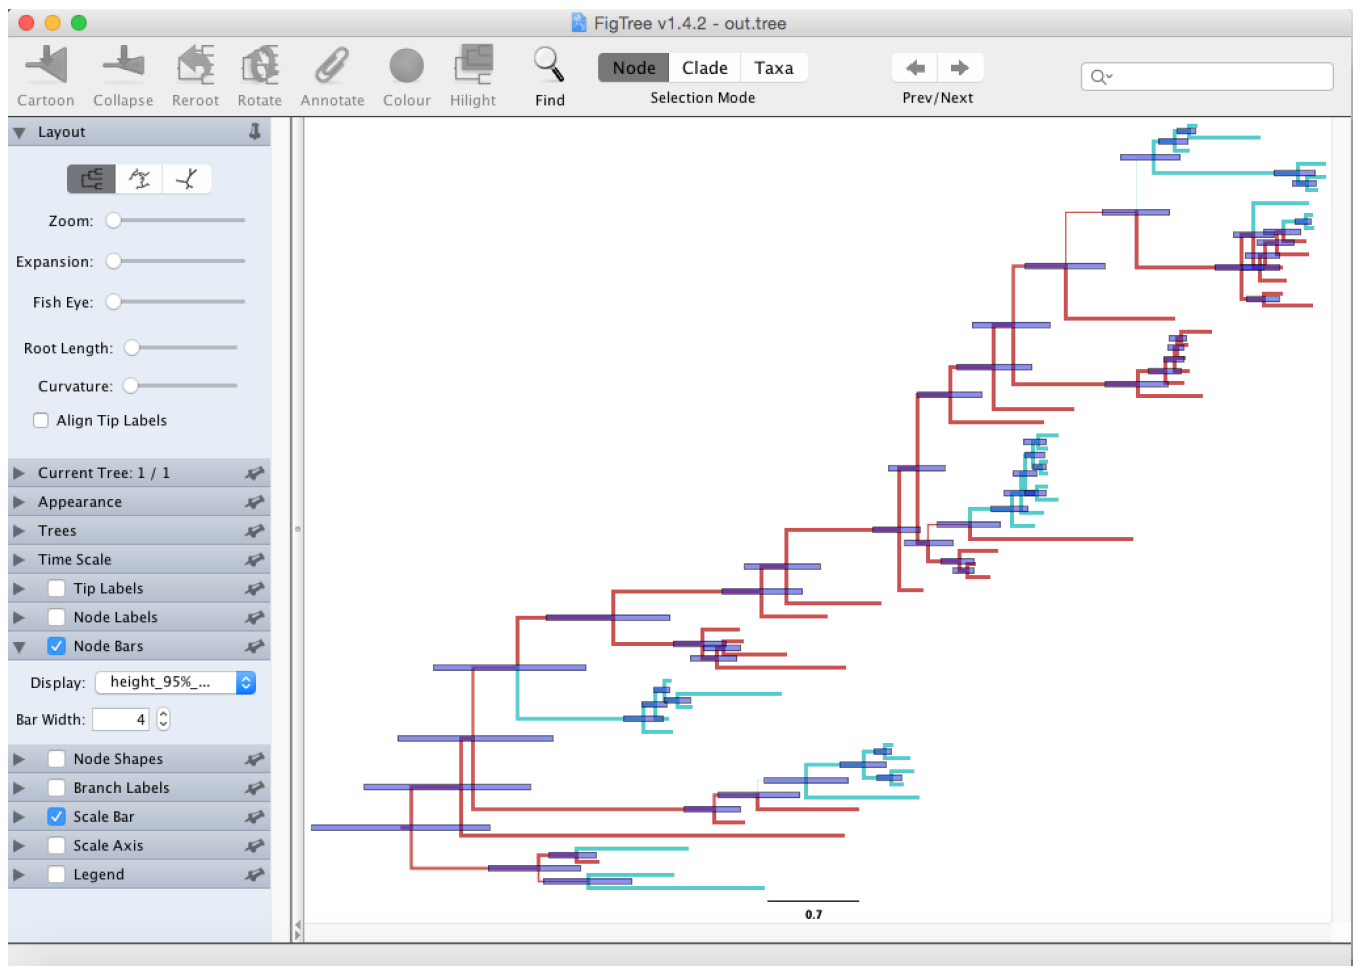 FigTree v1.4.2 - out.tree
Cartoon Collapse Reroot Rotate Annotate Colour Hilight Find
Node Clade Taxa
Selection Mode
Prev/Next
Layout
Zoom:
Expansion:
Fish Eye:
Root Length:
Curvature:
Align Tip Labels
Current Tree: 1 / 1
Appearance
Trees
Time Scale
Tip Labels
Node Labels
Node Bars
Display: height_95%_...
Bar Width: 4
Node Shapes
Branch Labels
Scale Bar
Scale Axis
Legend
0.7